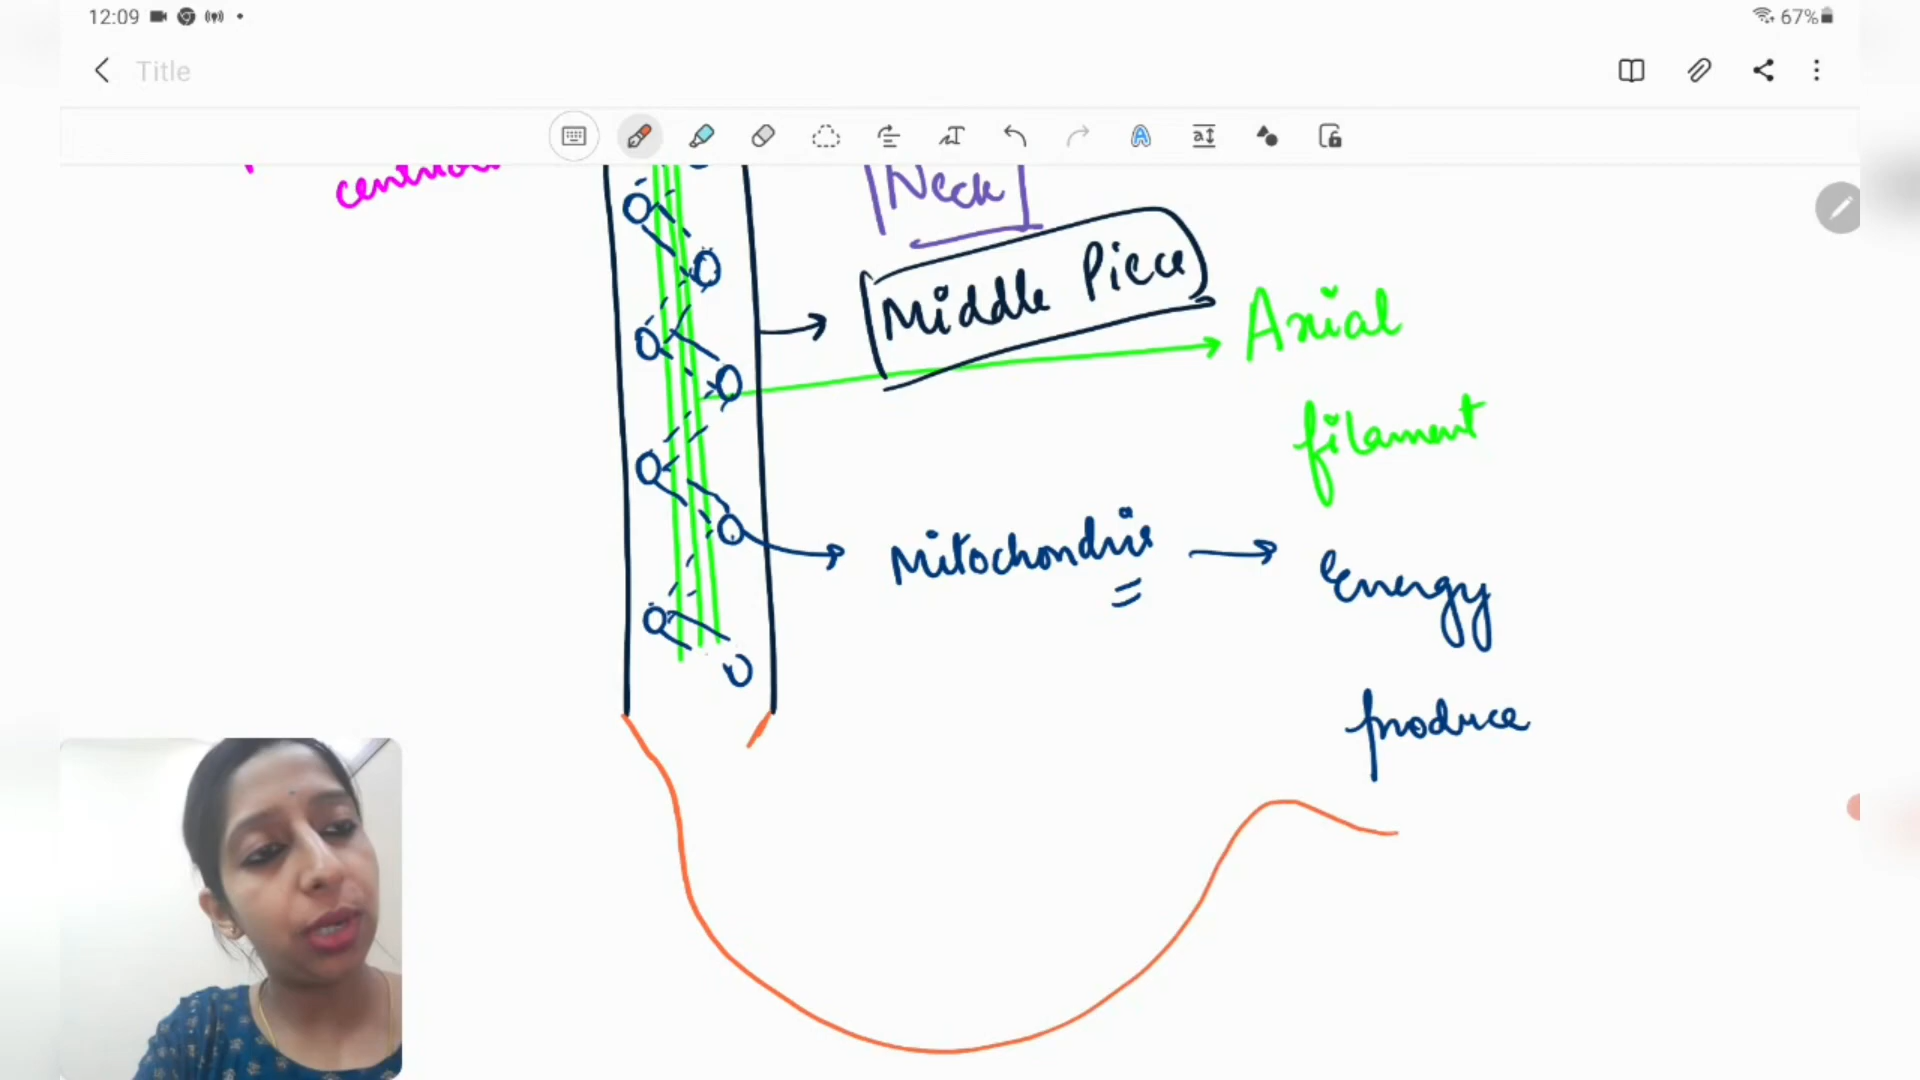 12:09
67%
Title
Neck
Middle Piece
Axial
filament
Mitochondria
Energy
produce